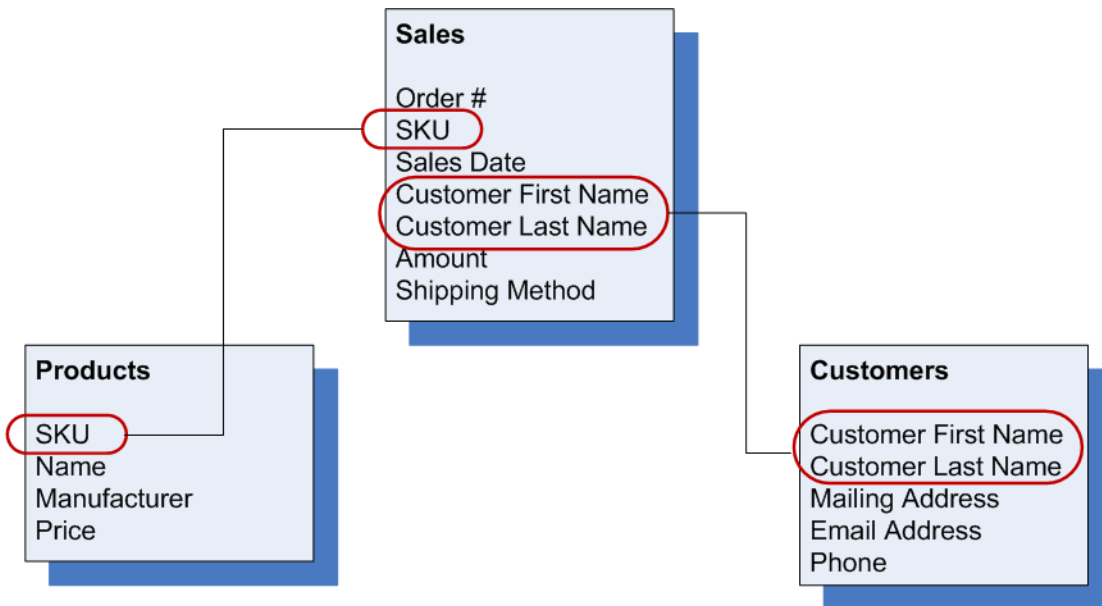 Sales
Order #
SKU
Sales Date
Customer First Name
Customer Last Name
Amount
Shipping Method
Products
SKU
Name
Manufacturer
Price
Customers
Customer First Name
Customer Last Name
Mailing Address
Email Address
Phone